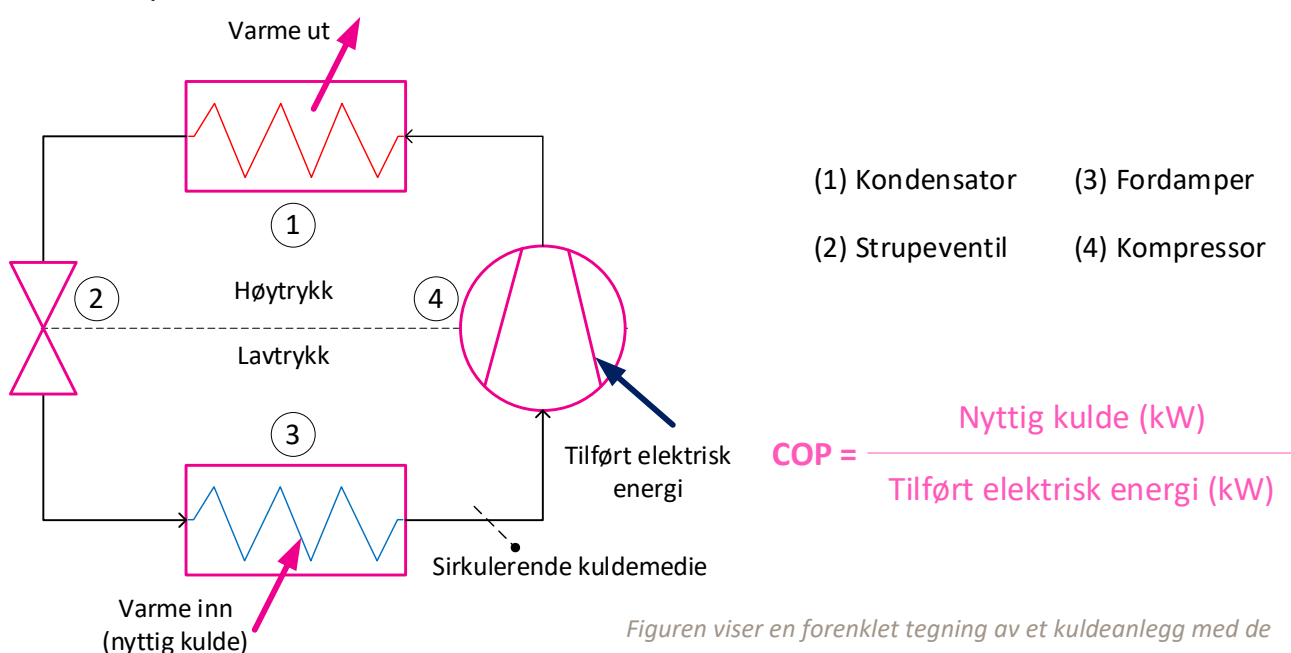 Varme ut
1
(1) Kondensator
(3) Fordamper
(2) Strupeventil
(4) Kompressor
2
Høytrykk
4
Lavtrykk
3
Tilført elektrisk
energi
COP =
Nyttig kulde (kW)
Tilført elektrisk energi (kW)
Sirkulerende kuldemedie
Varme inn
(nyttig kulde)
Figuren viser en forenklet tegning av et kuldeanlegg med de